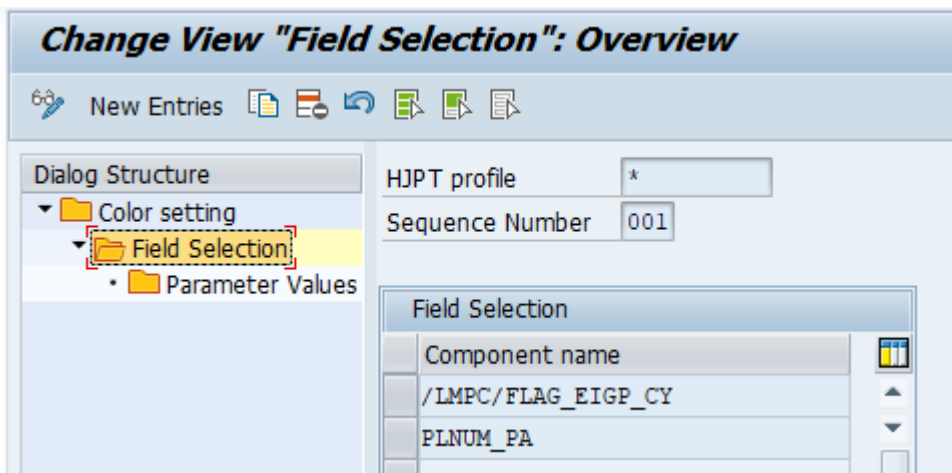 Change View "Field Selection": Overview
New Entries
Dialog Structure
Color setting
Field Selection
Parameter Values
HJPT profile *
Sequence Number 001
Field Selection
Component name
/LMPC/FLAG_EIGP_CY
PLNUM_PA